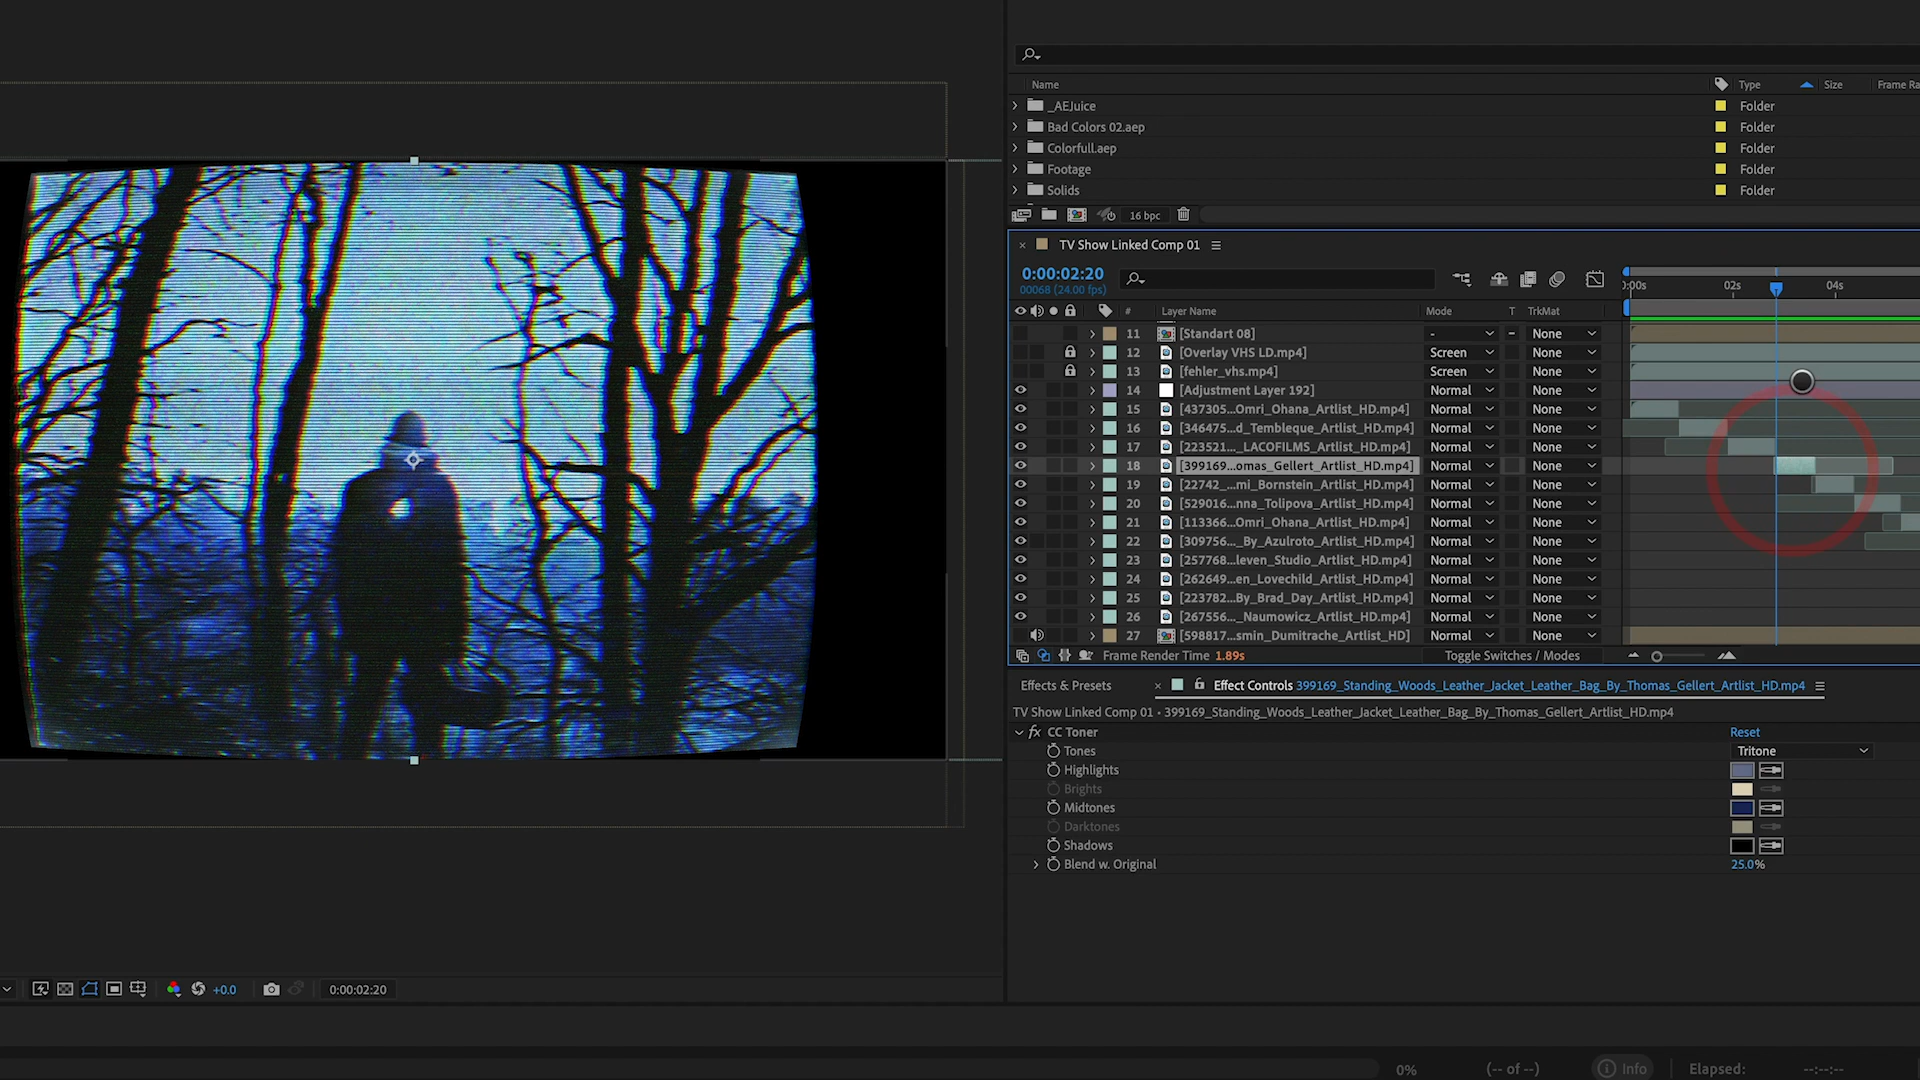 Name Type Size Frame Ra
_AEJuice Folder
Bad Colors 02.aep Folder
Colorfull.aep Folder
Footage Folder
Solids Folder
16 bpc
× TV Show Linked Comp 01
0:00:02:20
00068 (24.00 fps)
0:00s 02s 04s
# Layer Name Mode T TrkMat
11 [Standart 08] - None
12 [Overlay VHS LD.mp4] Screen None
13 [fehler_vhs.mp4] Screen None
14 [Adjustment Layer 192] Normal None
15 [437305...Omri_Ohana_Artlist_HD.mp4] Normal None
16 [346475...d_Tembleque_Artlist_HD.mp4] Normal None
17 [223521..._LACOFILMS_Artlist_HD.mp4] Normal None
18 [399169...omas_Gellert_Artlist_HD.mp4] Normal None
19 [22742_...mi_Bornstein_Artlist_HD.mp4] Normal None
20 [529016...nna_Tolipova_Artlist_HD.mp4] Normal None
21 [113366...Omri_Ohana_Artlist_HD.mp4] Normal None
22 [309756..._By_Azulroto_Artlist_HD.mp4] Normal None
23 [257768...leven_Studio_Artlist_HD.mp4] Normal None
24 [262649...en_Lovechild_Artlist_HD.mp4] Normal None
25 [223782...By_Brad_Day_Artlist_HD.mp4] Normal None
26 [267556..._Naumowicz_Artlist_HD.mp4] Normal None
27 [598817...smin_Dumitrache_Artlist_HD] Normal None
Frame Render Time 1.89s Toggle Switches / Modes
Effects & Presets × Effect Controls 399169_Standing_Woods_Leather_Jacket_Leather_Bag_By_Thomas_Gellert_Artlist_HD.mp4
TV Show Linked Comp 01 • 399169_Standing_Woods_Leather_Jacket_Leather_Bag_By_Thomas_Gellert_Artlist_HD.mp4
fx CC Toner Reset
Tones Tritone
Highlights
Brights
Midtones
Darktones
Shadows
Blend w. Original 25.0%
+0.0 0:00:02:20
0% (-- of --) Info Elapsed: --:--:--